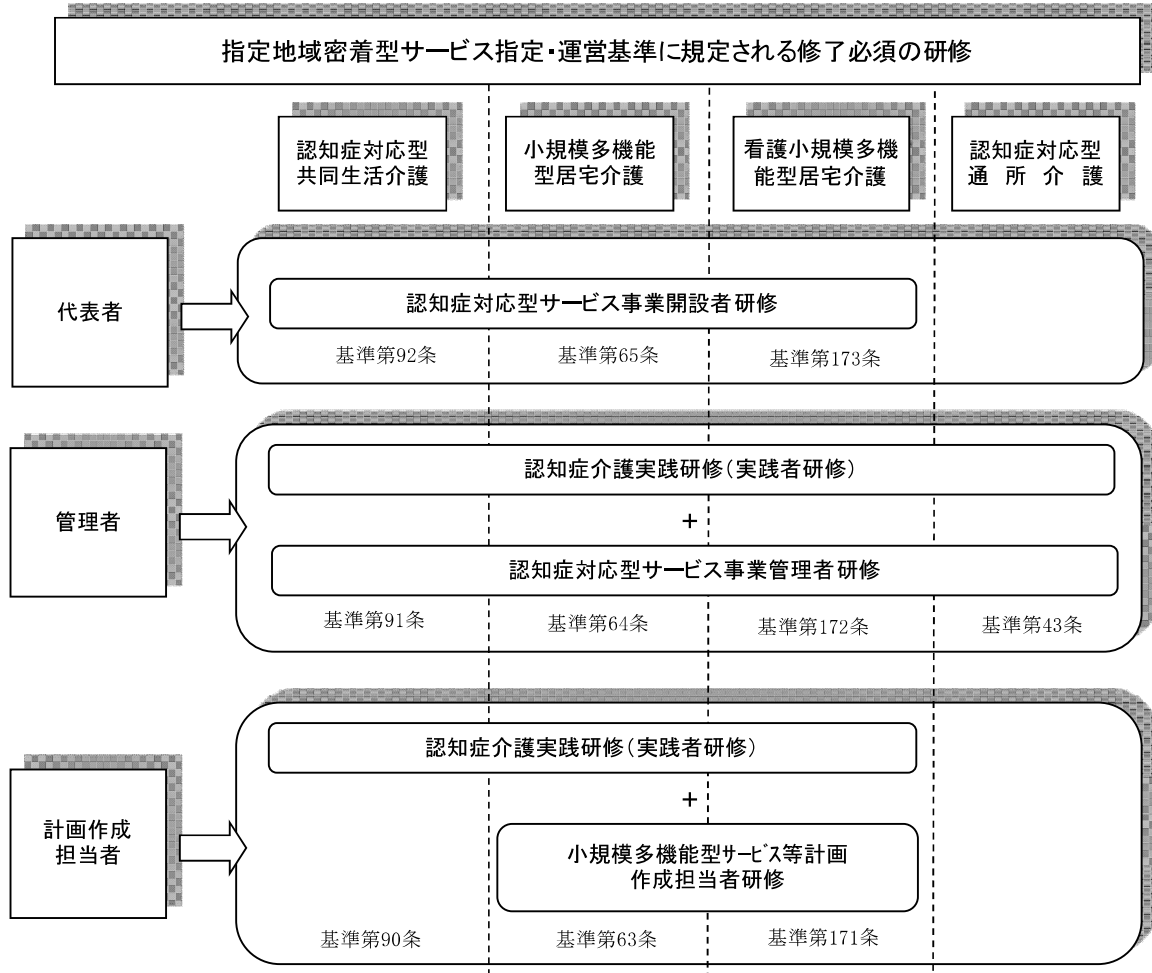 指定地域密着型サービス指定・運営基準に規定される修了必須の研修
認知症対応型
共同生活介護
小規模多機能
型居宅介護
看護小規模多機
能型居宅介護
認知症対応型
通所介護
代表者
認知症対応型サービス事業開設者研修
基準第92条
基準第65条
基準第173条
管理者
認知症介護実践研修(実践者研修)
+
認知症対応型サービス事業管理者研修
基準第91条
基準第64条
基準第172条
基準第43条
計画作成
担当者
認知症介護実践研修(実践者研修)
+
小規模多機能型サービス等計画
作成担当者研修
基準第90条
基準第63条
基準第171条